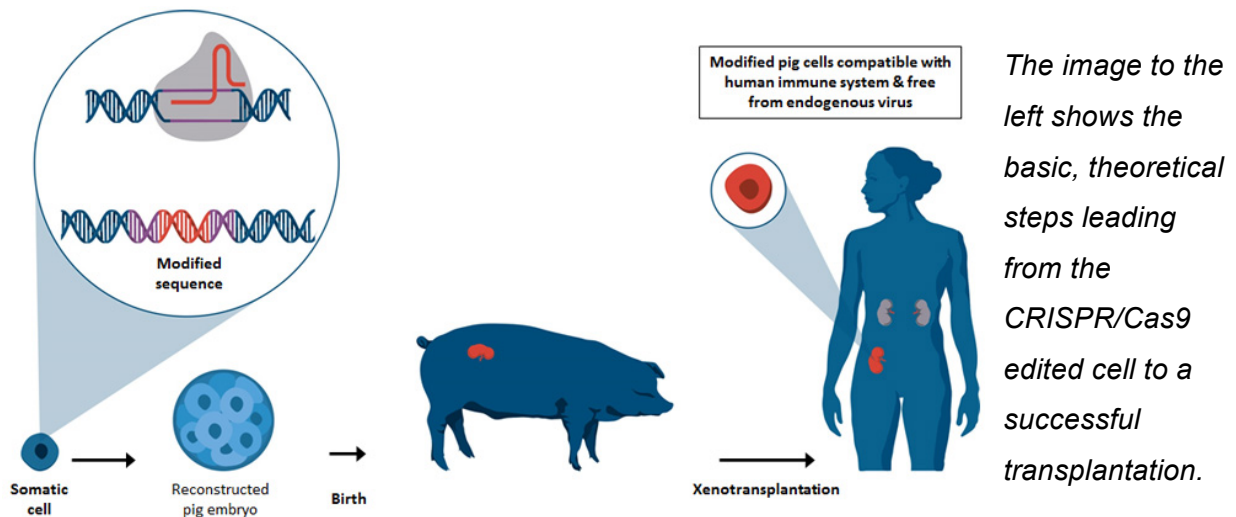 Modified pig cells compatible with
human immune system & free
from endogenous virus
Modified
sequence
Somatic
cell
Reconstructed
pig embryo
Birth
Xenotransplantation
The image to the
left shows the
basic, theoretical
steps leading
from the
CRISPR/Cas9
edited cell to a
successful
transplantation.